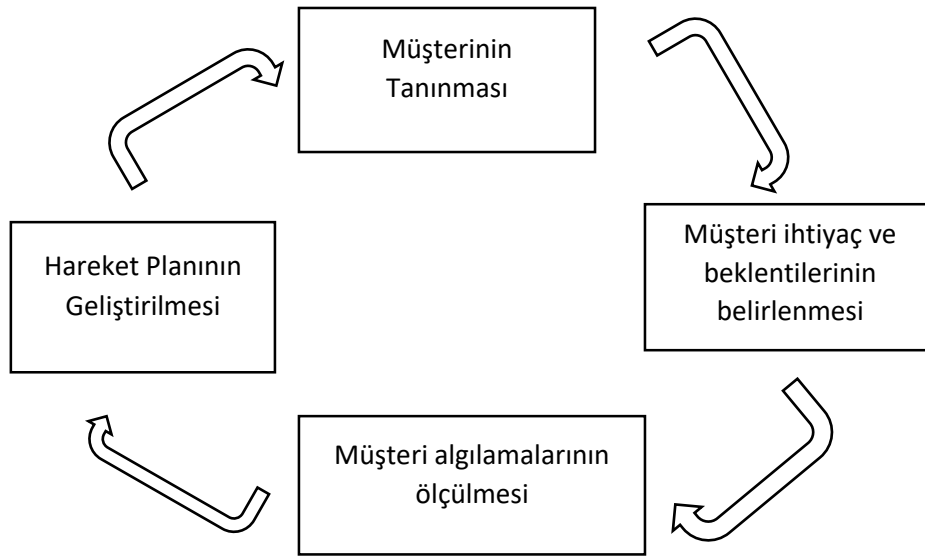 Müşterinin
Tanınması
Müşteri ihtiyaç ve
beklentilerinin
belirlenmesi
Müşteri algılamalarının
ölçülmesi
Hareket Planının
Geliştirilmesi